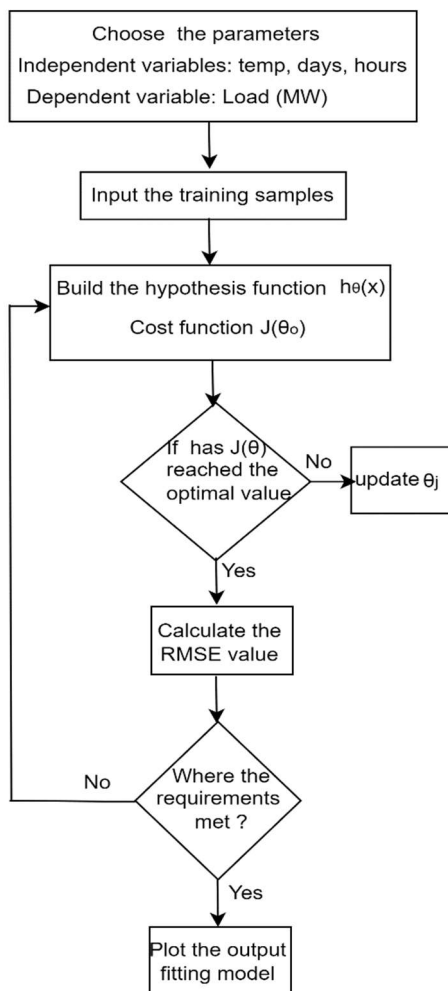 Choose the parameters
Independent variables: temp, days, hours
Dependent variable: Load (MW)
Input the training samples
Build the hypothesis function hθ(x)
Cost function J(θo)
If has J(θ)
reached the
optimal value
No
update θj
Yes
Calculate the
RMSE value
Where the
requirements
met ?
No
Yes
Plot the output
fitting model